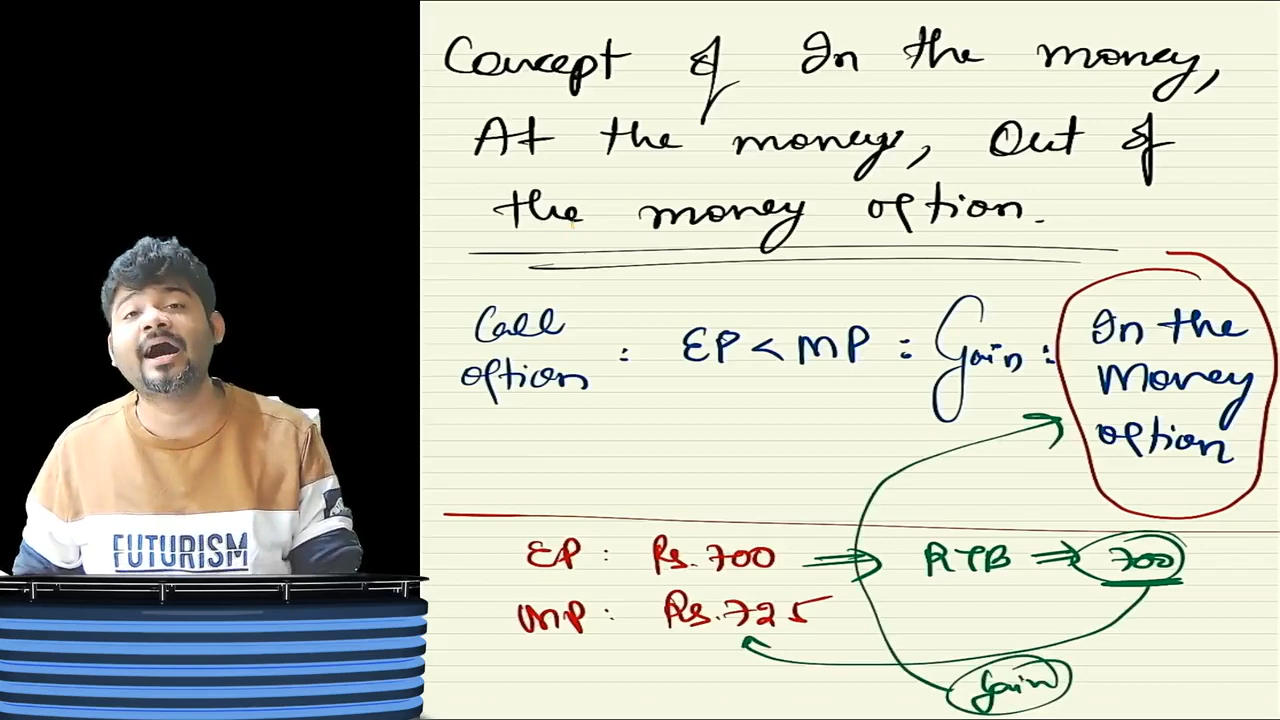 Concept of In the money,
At the money, Out of
the money option.
Call
option
: EP < MP = Gain :
In the
Money
option
EP : Rs. 700 ⇒ RTB ⇒ 700
MP : Rs. 725
Gain
FUTURISM